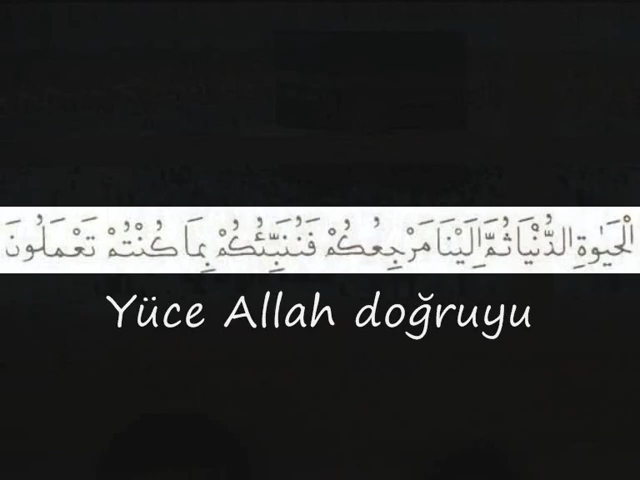 الْحَيٰوةِ الدُّنْيَا ثُمَّ اِلَيْنَا مَرْجِعُكُمْ فَنُنَبِّئُكُمْ بِمَا كُنْتُمْ تَعْمَلُونَ
Yüce Allah doğruyu